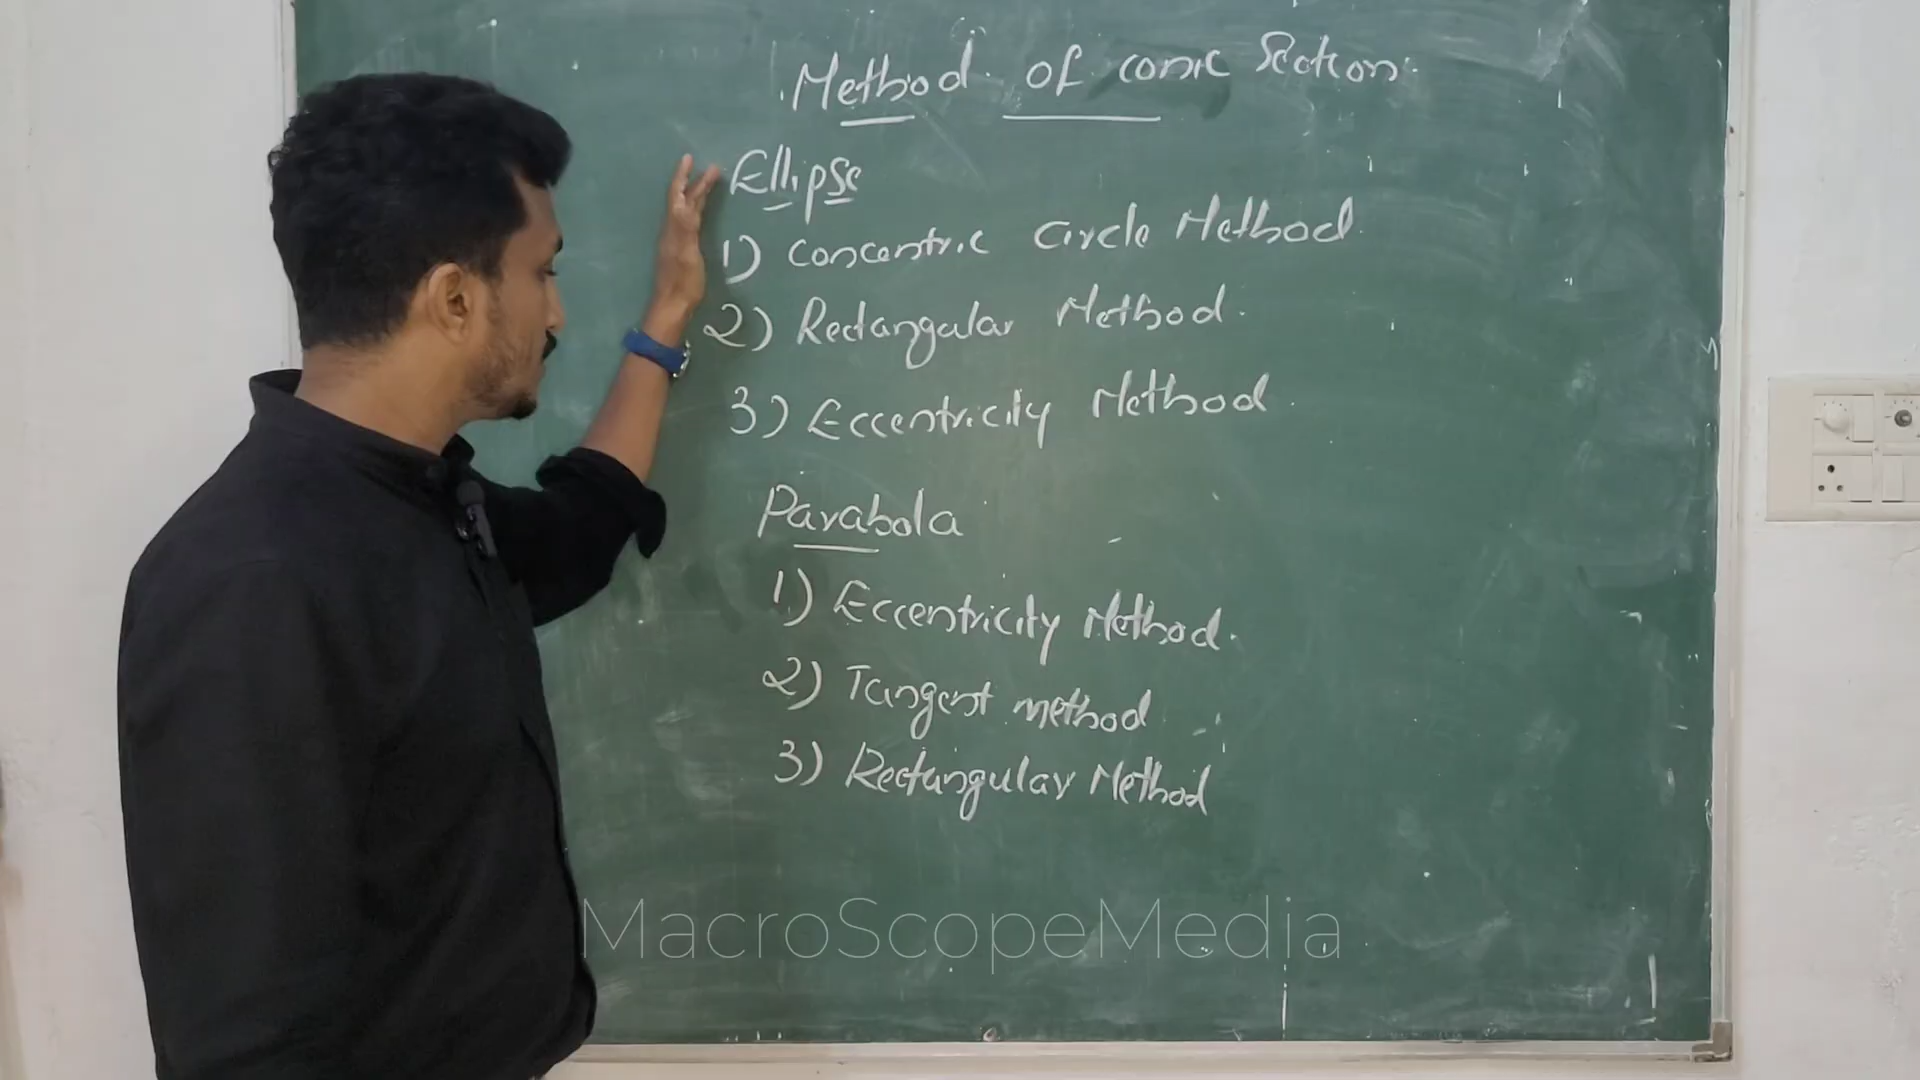 Method of conic Section
Ellipse
1) Concentric Circle Method
2) Rectangular Method.
3) Eccentricity Method.
Parabola
1) Eccentricity Method.
2) Tangent method
3) Rectangular Method
MacroScopeMedia